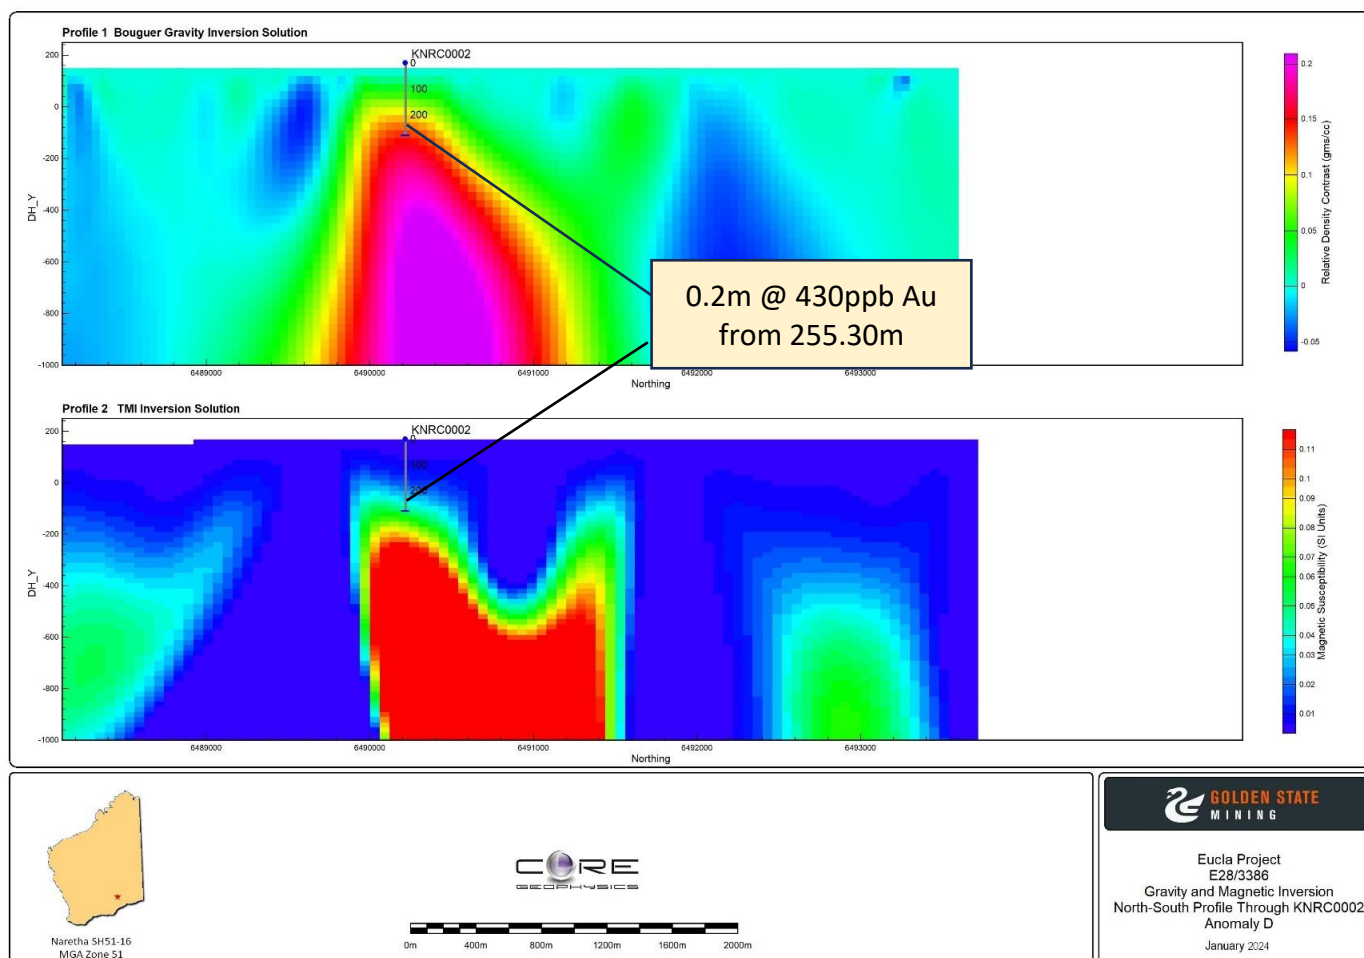 Profile 1 Bouguer Gravity Inversion Solution
KNRC0002
0
100
200
200
0
-200
-400
-600
-800
-1000
DH_Y
6489000
6490000
6491000
6492000
6493000
Northing
0.2
0.15
0.1
0.05
0
-0.05
Relative Density Contrast (gms/cc)
0.2m @ 430ppb Au
from 255.30m
Profile 2 TMI Inversion Solution
KNRC0002
0
100
200
200
0
-200
-400
-600
-800
-1000
DH_Y
6489000
6490000
6491000
6492000
6493000
Northing
0.11
0.1
0.09
0.08
0.07
0.06
0.05
0.04
0.03
0.02
0.01
Magnetic Susceptibility (SI Units)
Naretha SH51-16
MGA Zone 51
CORE
GEOPHYSICS
0m 400m 800m 1200m 1600m 2000m
GOLDEN STATE
MINING
Eucla Project
E28/3386
Gravity and Magnetic Inversion
North-South Profile Through KNRC0002
Anomaly D
January 2024